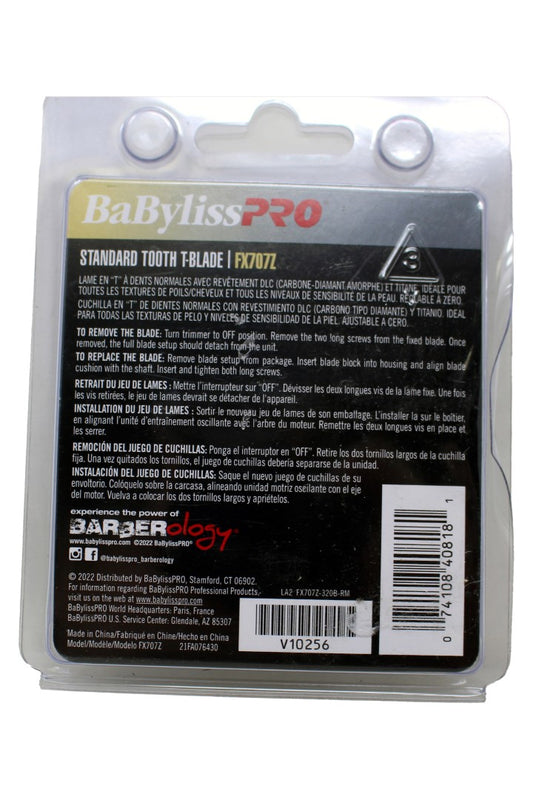 BaBylissPRO®
3
STANDARD TOOTH T-BLADE | FX707Z
LAME EN "T" À DENTS NORMALES AVEC REVÊTEMENT DLC (CARBONE-DIAMANT AMORPHE) ET TITANE. IDÉALE POUR
TOUTES LES TEXTURES DE POILS/CHEVEUX ET TOUS LES NIVEAUX DE SENSIBILITÉ DE LA PEAU. RÉGLABLE À ZÉRO.
CUCHILLA EN "T" DE DIENTES NORMALES CON REVESTIMIENTO DLC (CARBONO TIPO DIAMANTE) Y TITANIO. IDEAL
PARA TODAS LAS TEXTURAS DE PELO Y NIVELES DE SENSIBILIDAD DE LA PIEL. AJUSTABLE A CERO.
TO REMOVE THE BLADE: Turn trimmer to OFF position. Remove the two long screws from the fixed blade. Once
removed, the full blade setup should detach from the unit.
TO REPLACE THE BLADE: Remove blade setup from package. Insert blade block into housing and align blade
cushion with the shaft. Insert and tighten both long screws.
RETRAIT DU JEU DE LAMES : Mettre l'interrupteur sur "OFF". Dévisser les deux longues vis de la lame fixe. Une fois
les vis retirées, le jeu de lames devrait se détacher de l'appareil.
INSTALLATION DU JEU DE LAMES : Sortir le nouveau jeu de lames de son emballage. L'installer la sur le boîtier,
en alignant l'unité d'entraînement oscillante avec l'arbre du moteur. Remettre les deux longues vis en place et
les serrer.
REMOCIÓN DEL JUEGO DE CUCHILLAS: Ponga el interruptor en "OFF". Retire los dos tornillos largos de la cuchilla
fija. Una vez quitados los tornillos, el juego de cuchillas debería separarse de la unidad.
INSTALACIÓN DEL JUEGO DE CUCHILLAS: Saque el nuevo juego de cuchillas de su
envoltorio. Colóquelo sobre la carcasa, alineando unidad motriz oscilante con el eje
del motor. Vuelva a colocar los dos tornillos largos y apriételos.
experience the power of
BARBERology®
www.babylisspro.com ©2022 BaBylissPRO®
@babylisspro_barberology
© 2022 Distributed by BaBylissPRO, Stamford, CT 06902.
For information regarding BaBylissPRO Professional Products,
visit us on the web at www.babylisspro.com
BaBylissPRO World Headquarters: Paris, France
BaBylissPRO U.S. Service Center: Glendale, AZ 85307
Made in China/Fabriqué en Chine/Hecho en China
Model/Modèle/Modelo FX707Z 21FA076430
LA2 FX707Z-320B-RM
V10256
0 74108 40818 1